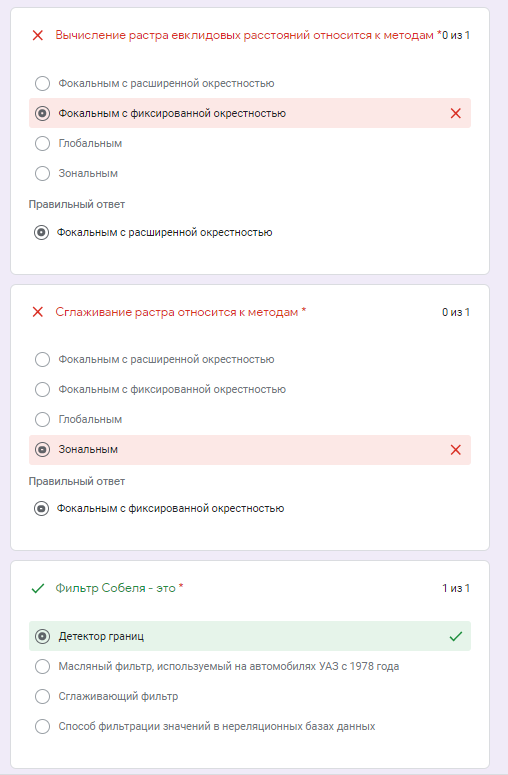 Вычисление растра евклидовых расстояний относится к методам *0 из 1
Фокальным с расширенной окрестностью
Фокальным с фиксированной окрестностью
Глобальным
Зональным
Правильный ответ
Фокальным с расширенной окрестностью
Сглаживание растра относится к методам * 0 из 1
Фокальным с расширенной окрестностью
Фокальным с фиксированной окрестностью
Глобальным
Зональным
Правильный ответ
Фокальным с фиксированной окрестностью
Фильтр Собеля - это * 1 из 1
Детектор границ
Масляный фильтр, используемый на автомобилях УАЗ с 1978 года
Сглаживающий фильтр
Способ фильтрации значений в нереляционных базах данных